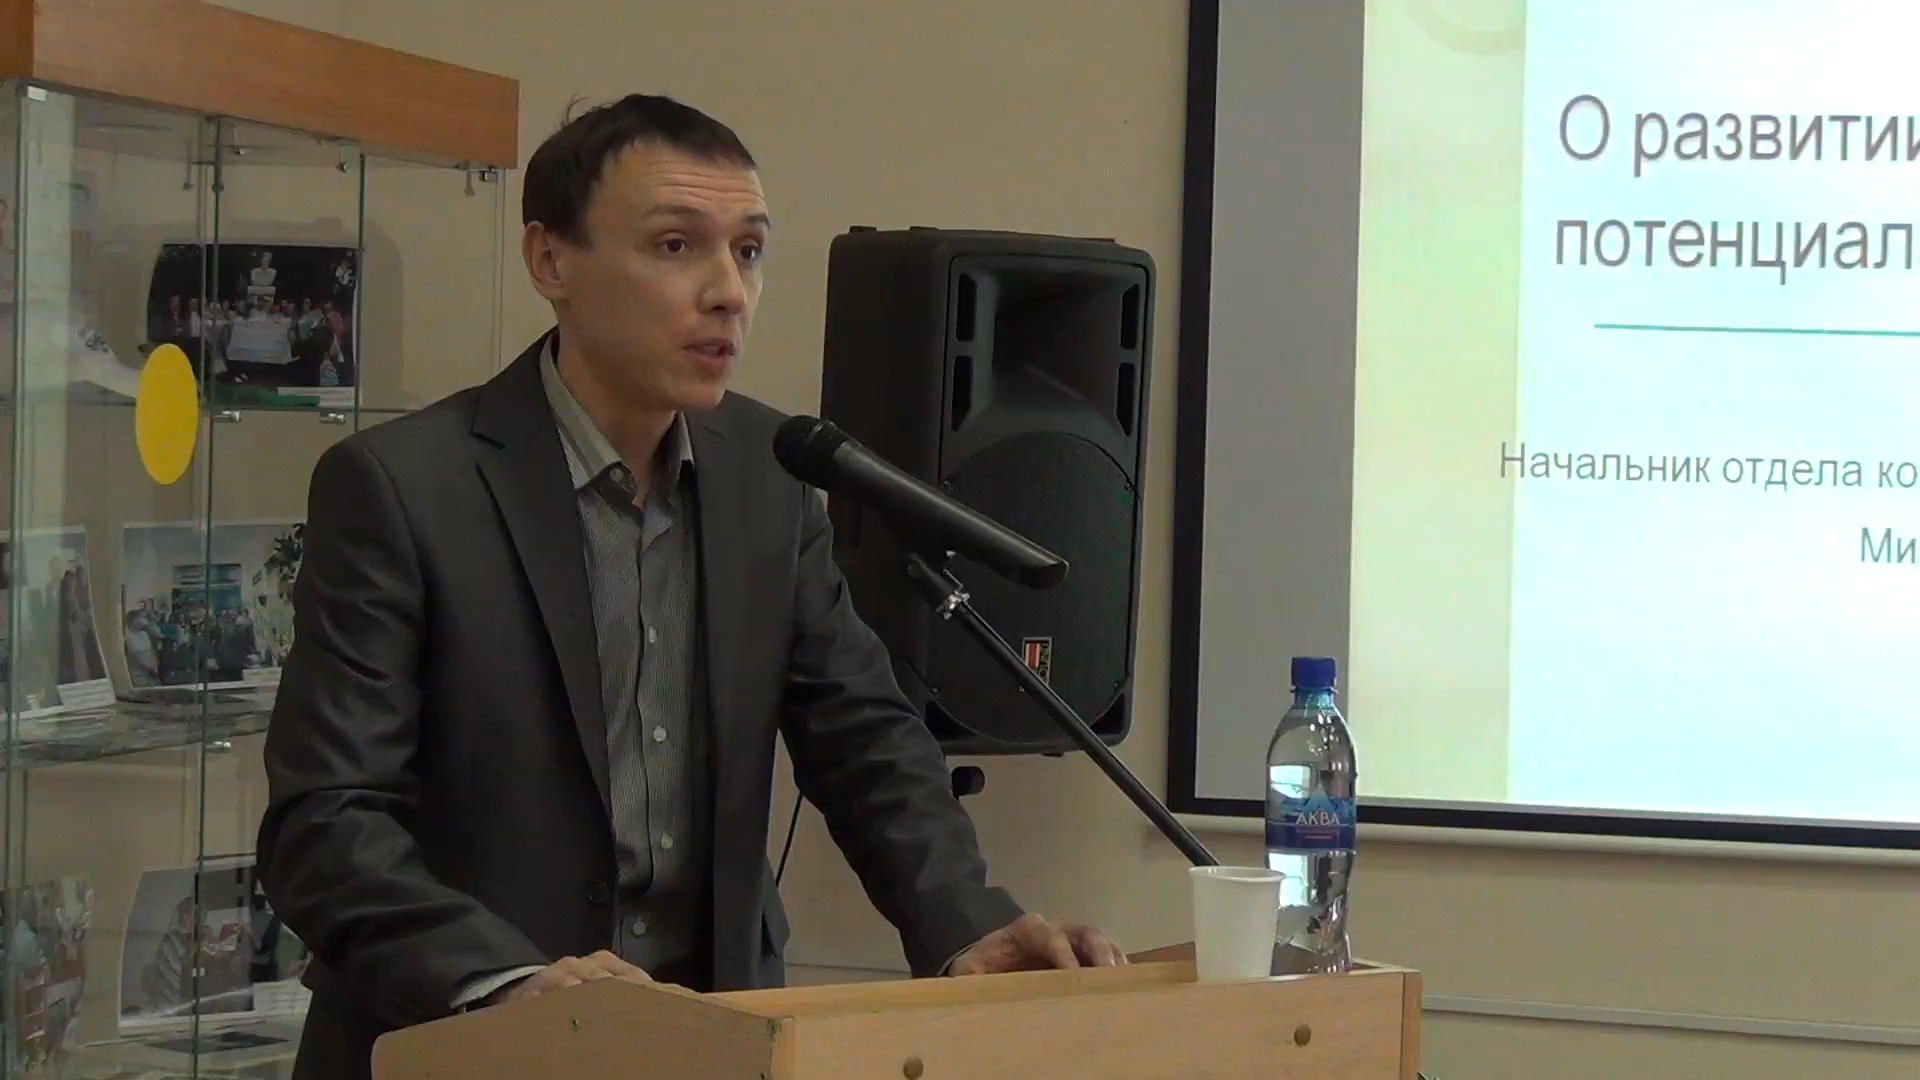 О развитии
потенциал
Начальник отдела ко
Ми
АКВА